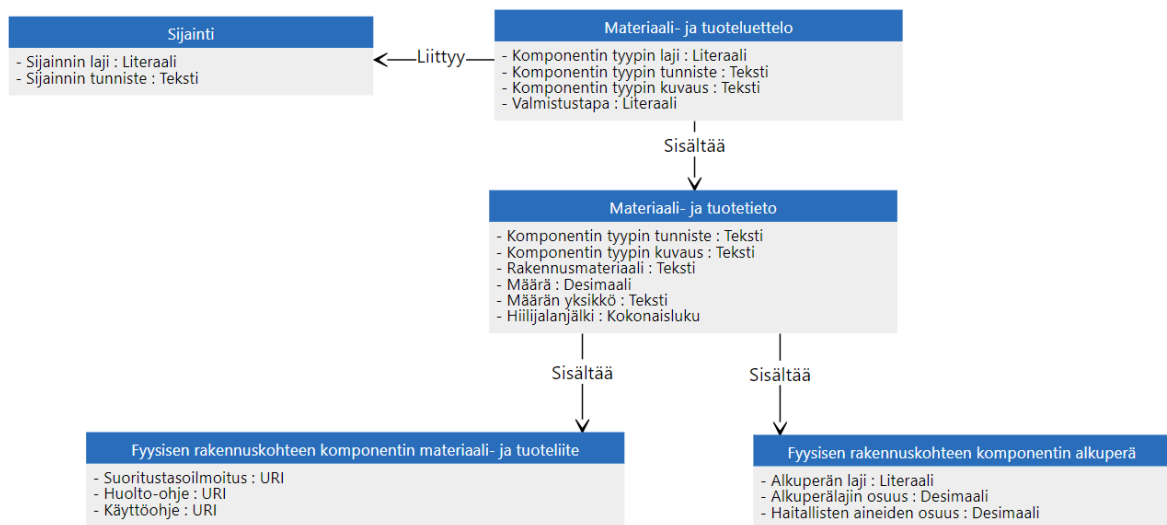 Sijainti
- Sijainnin laji : Literaali
- Sijainnin tunniste : Teksti
Liittyy
Materiaali- ja tuoteluettelo
- Komponentin tyypin laji : Literaali
- Komponentin tyypin tunniste : Teksti
- Komponentin tyypin kuvaus : Teksti
- Valmistustapa : Literaali
Sisältää
Materiaali- ja tuotetieto
- Komponentin tyypin tunniste : Teksti
- Komponentin tyypin kuvaus : Teksti
- Rakennusmateriaali : Teksti
- Määrä : Desimaali
- Määrän yksikkö : Teksti
- Hiilijalanjälki : Kokonaisluku
Sisältää
Sisältää
Fyysisen rakennuskohteen komponentin materiaali- ja tuoteliite
- Suoritustasoilmoitus : URI
- Huolto-ohje : URI
- Käyttöohje : URI
Fyysisen rakennuskohteen komponentin alkuperä
- Alkuperän laji : Literaali
- Alkuperälajin osuus : Desimaali
- Haitallisten aineiden osuus : Desimaali